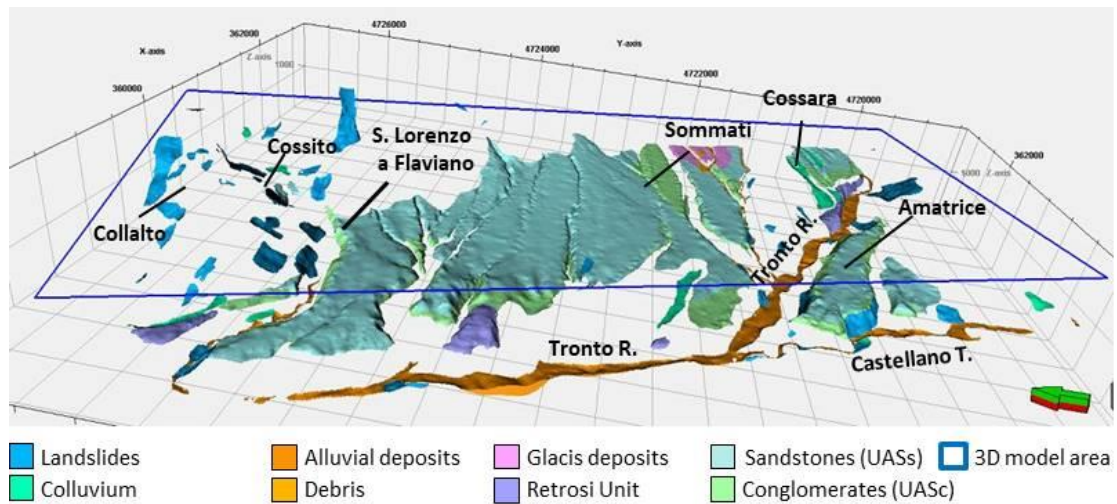 4726000
362000
4724000
Y-axis
X-axis
Z-axis
1000
4722000
360000
Cossara
4720000
S. Lorenzo
a Flaviano
Sommati
Cossito
362000
Z-axis
Amatrice
Collalto
Tronto R.
Tronto R.
Castellano T.
Landslides
Alluvial deposits
Glacis deposits
Sandstones (UASs)
3D model area
Colluvium
Debris
Retrosi Unit
Conglomerates (UASc)